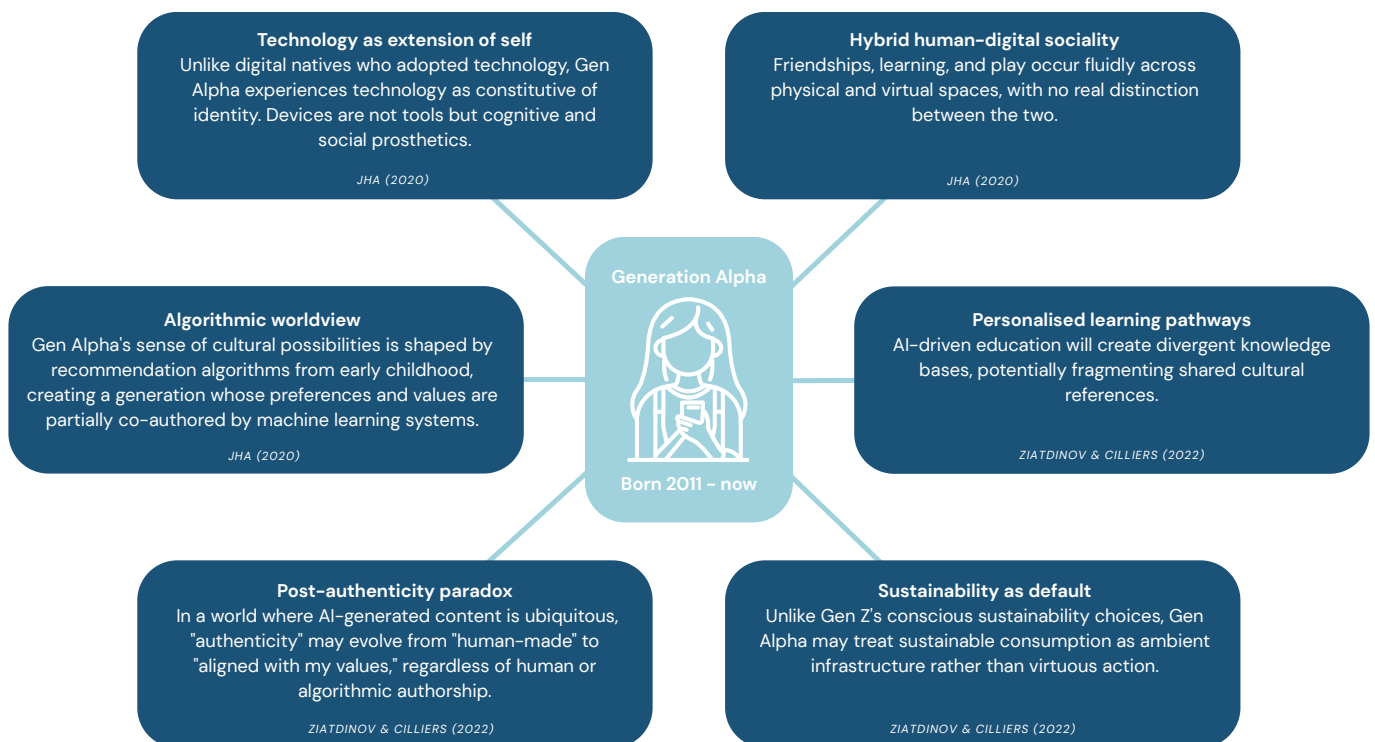 Technology as extension of self
Unlike digital natives who adopted technology, Gen
Alpha experiences technology as constitutive of
identity. Devices are not tools but cognitive and
social prosthetics.
JHA (2020)
Hybrid human-digital sociality
Friendships, learning, and play occur fluidly across
physical and virtual spaces, with no real distinction
between the two.
JHA (2020)
Generation Alpha
Born 2011 - now
Algorithmic worldview
Gen Alpha's sense of cultural possibilities is shaped by
recommendation algorithms from early childhood,
creating a generation whose preferences and values are
partially co-authored by machine learning systems.
JHA (2020)
Personalised learning pathways
AI-driven education will create divergent knowledge
bases, potentially fragmenting shared cultural
references.
ZIATDINOV & CILLIERS (2022)
Post-authenticity paradox
In a world where AI-generated content is ubiquitous,
"authenticity" may evolve from "human-made" to
"aligned with my values," regardless of human or
algorithmic authorship.
ZIATDINOV & CILLIERS (2022)
Sustainability as default
Unlike Gen Z's conscious sustainability choices, Gen
Alpha may treat sustainable consumption as ambient
infrastructure rather than virtuous action.
ZIATDINOV & CILLIERS (2022)